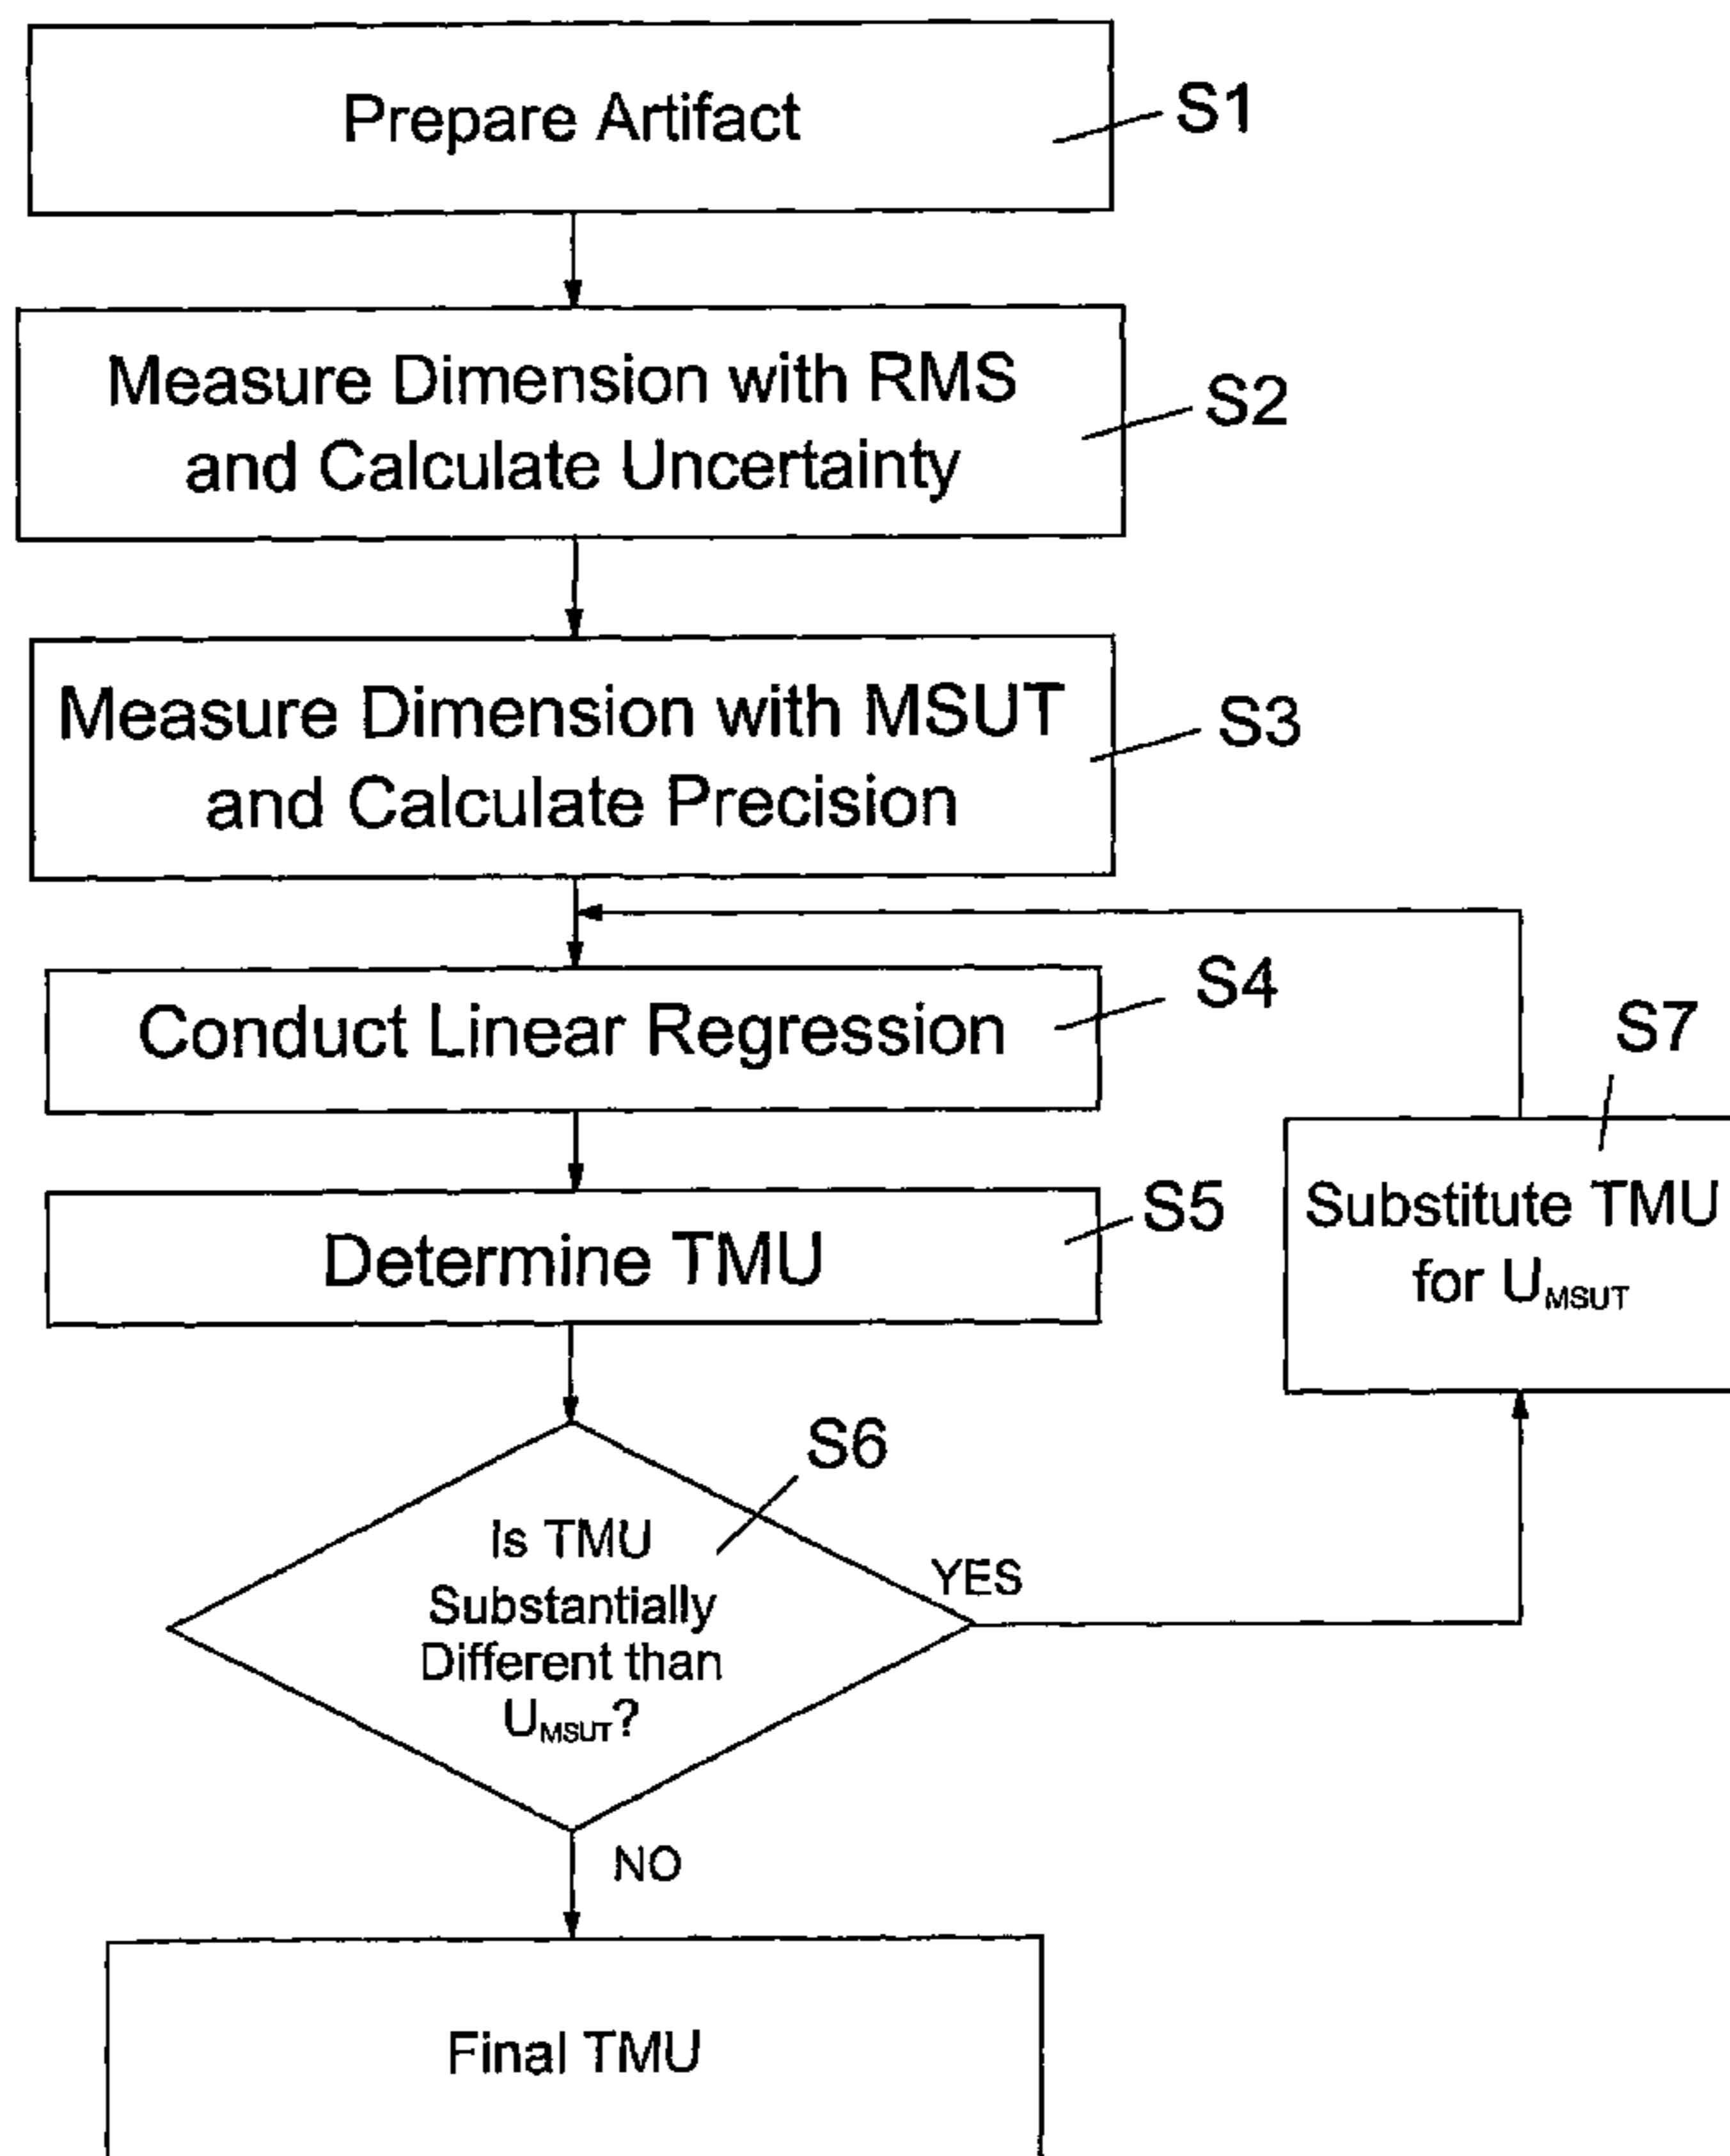 Prepare Artifact
S1
Measure Dimension with RMS
and Calculate Uncertainty
S2
Measure Dimension with MSUT
and Calculate Precision
S3
Conduct Linear Regression
S4
Determine TMU
S5
Is TMU
Substantially
Different than
U_MSUT?
S6
YES
S7
Substitute TMU
for U_MSUT
NO
Final TMU